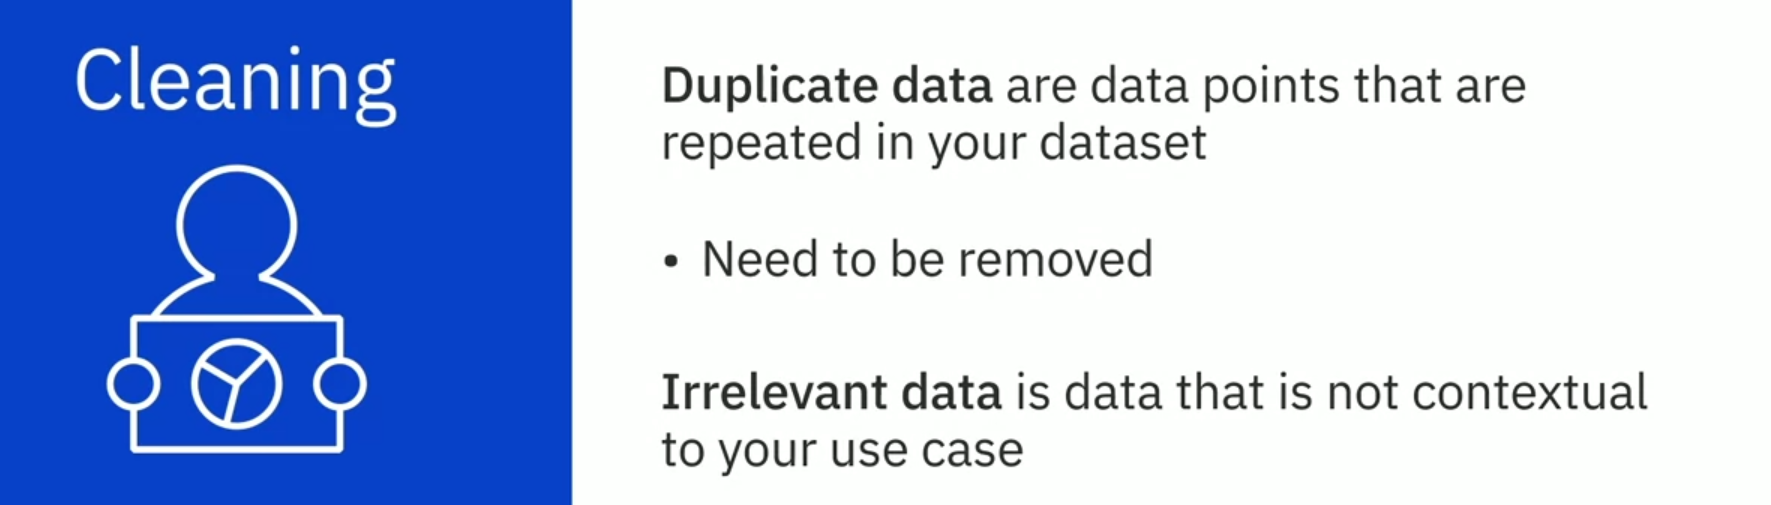 Cleaning
Duplicate data are data points that are
repeated in your dataset
• Need to be removed
Irrelevant data is data that is not contextual
to your use case